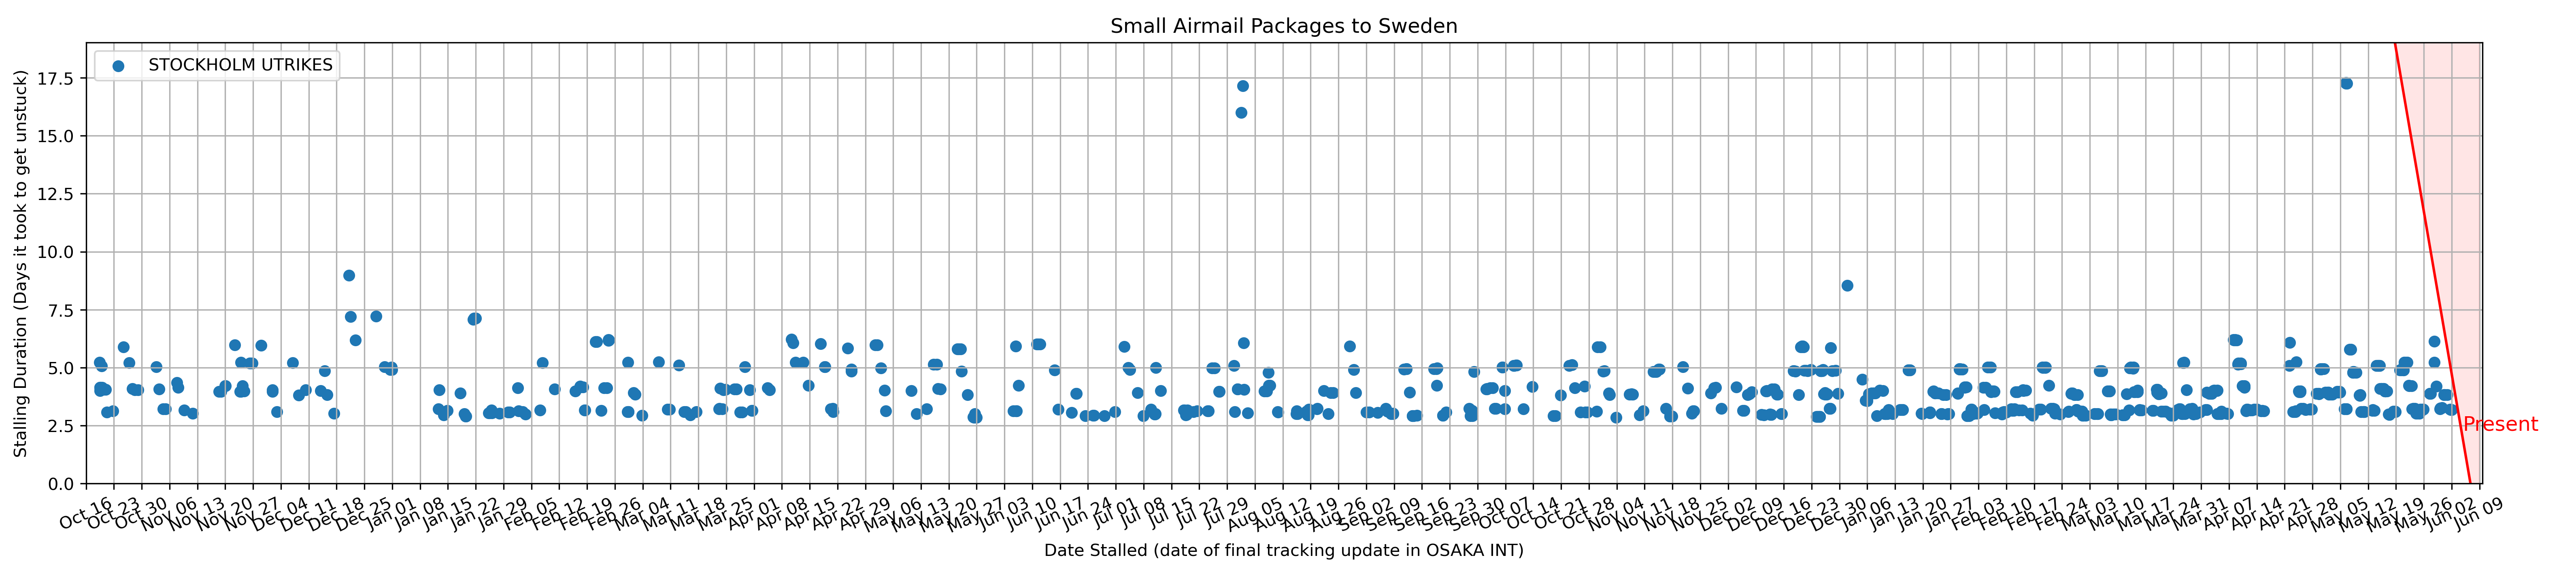 Small Airmail Packages to Sweden
STOCKHOLM UTRIKES
Stalling Duration (Days it took to get unstuck)
17.5
15.0
12.5
10.0
7.5
5.0
2.5
0.0
Present
Oct 16
Oct 23
Oct 30
Nov 06
Nov 13
Nov 20
Nov 27
Dec 04
Dec 11
Dec 18
Dec 25
Jan 01
Jan 08
Jan 15
Jan 22
Jan 29
Feb 05
Feb 12
Feb 19
Feb 26
Mar 04
Mar 11
Mar 18
Mar 25
Apr 01
Apr 08
Apr 15
Apr 22
Apr 29
May 06
May 13
May 20
May 27
Jun 03
Jun 10
Jun 17
Jun 24
Jul 01
Jul 08
Jul 15
Jul 22
Jul 29
Aug 05
Aug 12
Aug 19
Aug 26
Sep 02
Sep 09
Sep 16
Sep 23
Sep 30
Oct 07
Oct 14
Oct 21
Oct 28
Nov 04
Nov 11
Nov 18
Nov 25
Dec 02
Dec 09
Dec 16
Dec 23
Dec 30
Jan 06
Jan 13
Jan 20
Jan 27
Feb 03
Feb 10
Feb 17
Feb 24
Mar 03
Mar 10
Mar 17
Mar 24
Mar 31
Apr 07
Apr 14
Apr 21
Apr 28
May 05
May 12
May 19
May 26
Jun 02
Jun 09
Date Stalled (date of final tracking update in OSAKA INT)